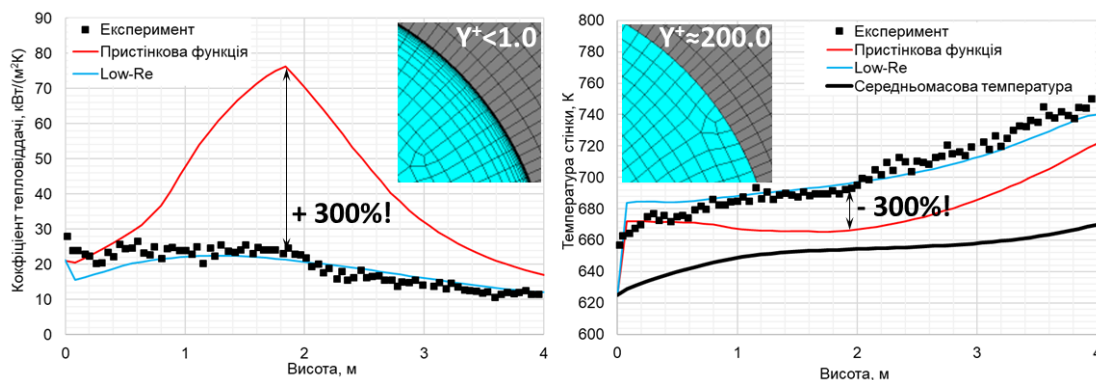 Кокфіцієнт тепловіддачі, кВт/(м²К)
90
80
70
60
50
40
30
20
10
0
Експеримент
Пристінкова функція
Low-Re
Y⁺<1.0
+ 300%!
0
1
2
3
4
Висота, м
Температура стінки, К
800
780
760
740
720
700
680
660
640
620
600
Y⁺≈200.0
Експеримент
Пристінкова функція
Low-Re
Середньомасова температура
- 300%!
0
1
2
3
4
Висота, м